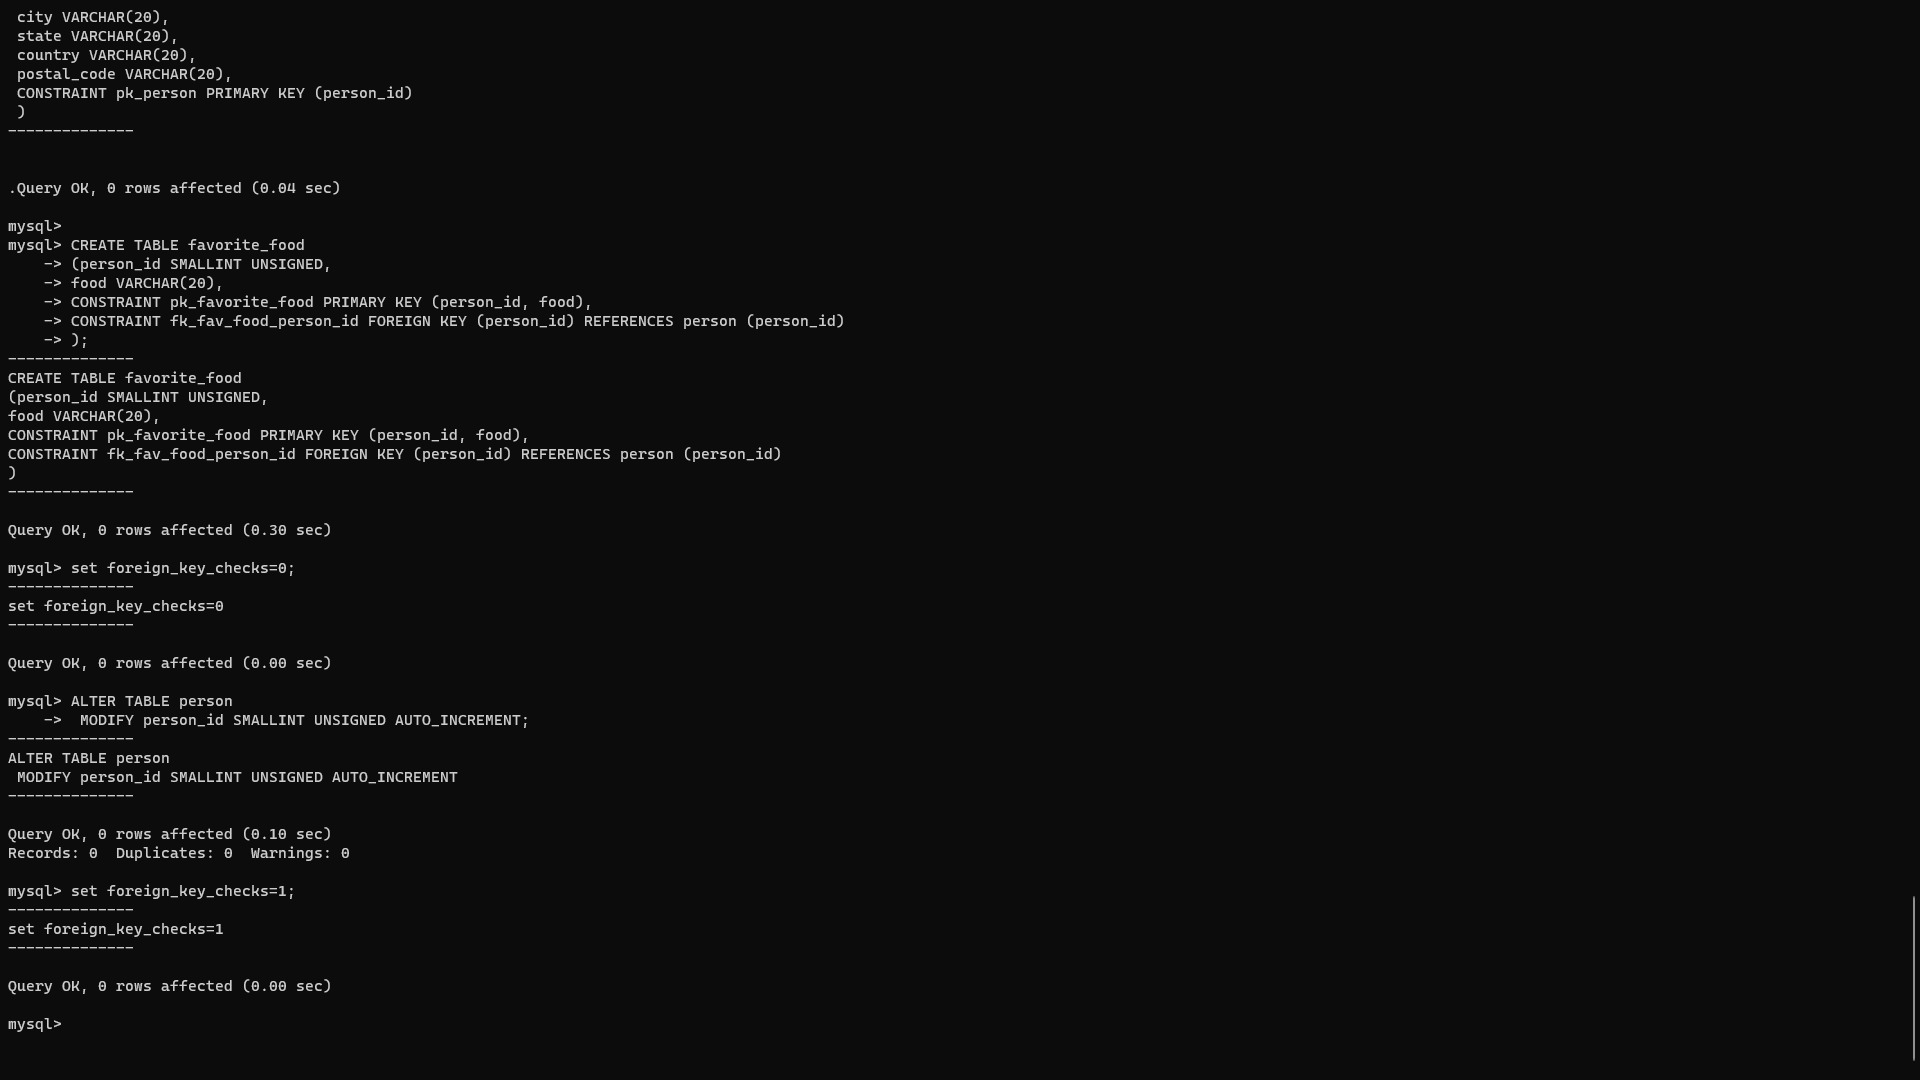 city VARCHAR(20),
state VARCHAR(20),
country VARCHAR(20),
postal_code VARCHAR(20),
CONSTRAINT pk_person PRIMARY KEY (person_id)
)
--------------
.Query OK, 0 rows affected (0.04 sec)
mysql>
mysql> CREATE TABLE favorite_food
-> (person_id SMALLINT UNSIGNED,
-> food VARCHAR(20),
-> CONSTRAINT pk_favorite_food PRIMARY KEY (person_id, food),
-> CONSTRAINT fk_fav_food_person_id FOREIGN KEY (person_id) REFERENCES person (person_id)
-> );
--------------
CREATE TABLE favorite_food
(person_id SMALLINT UNSIGNED,
food VARCHAR(20),
CONSTRAINT pk_favorite_food PRIMARY KEY (person_id, food),
CONSTRAINT fk_fav_food_person_id FOREIGN KEY (person_id) REFERENCES person (person_id)
)
--------------
Query OK, 0 rows affected (0.30 sec)
mysql> set foreign_key_checks=0;
--------------
set foreign_key_checks=0
--------------
Query OK, 0 rows affected (0.00 sec)
mysql> ALTER TABLE person
->  MODIFY person_id SMALLINT UNSIGNED AUTO_INCREMENT;
--------------
ALTER TABLE person
MODIFY person_id SMALLINT UNSIGNED AUTO_INCREMENT
--------------
Query OK, 0 rows affected (0.10 sec)
Records: 0  Duplicates: 0  Warnings: 0
mysql> set foreign_key_checks=1;
--------------
set foreign_key_checks=1
--------------
Query OK, 0 rows affected (0.00 sec)
mysql>